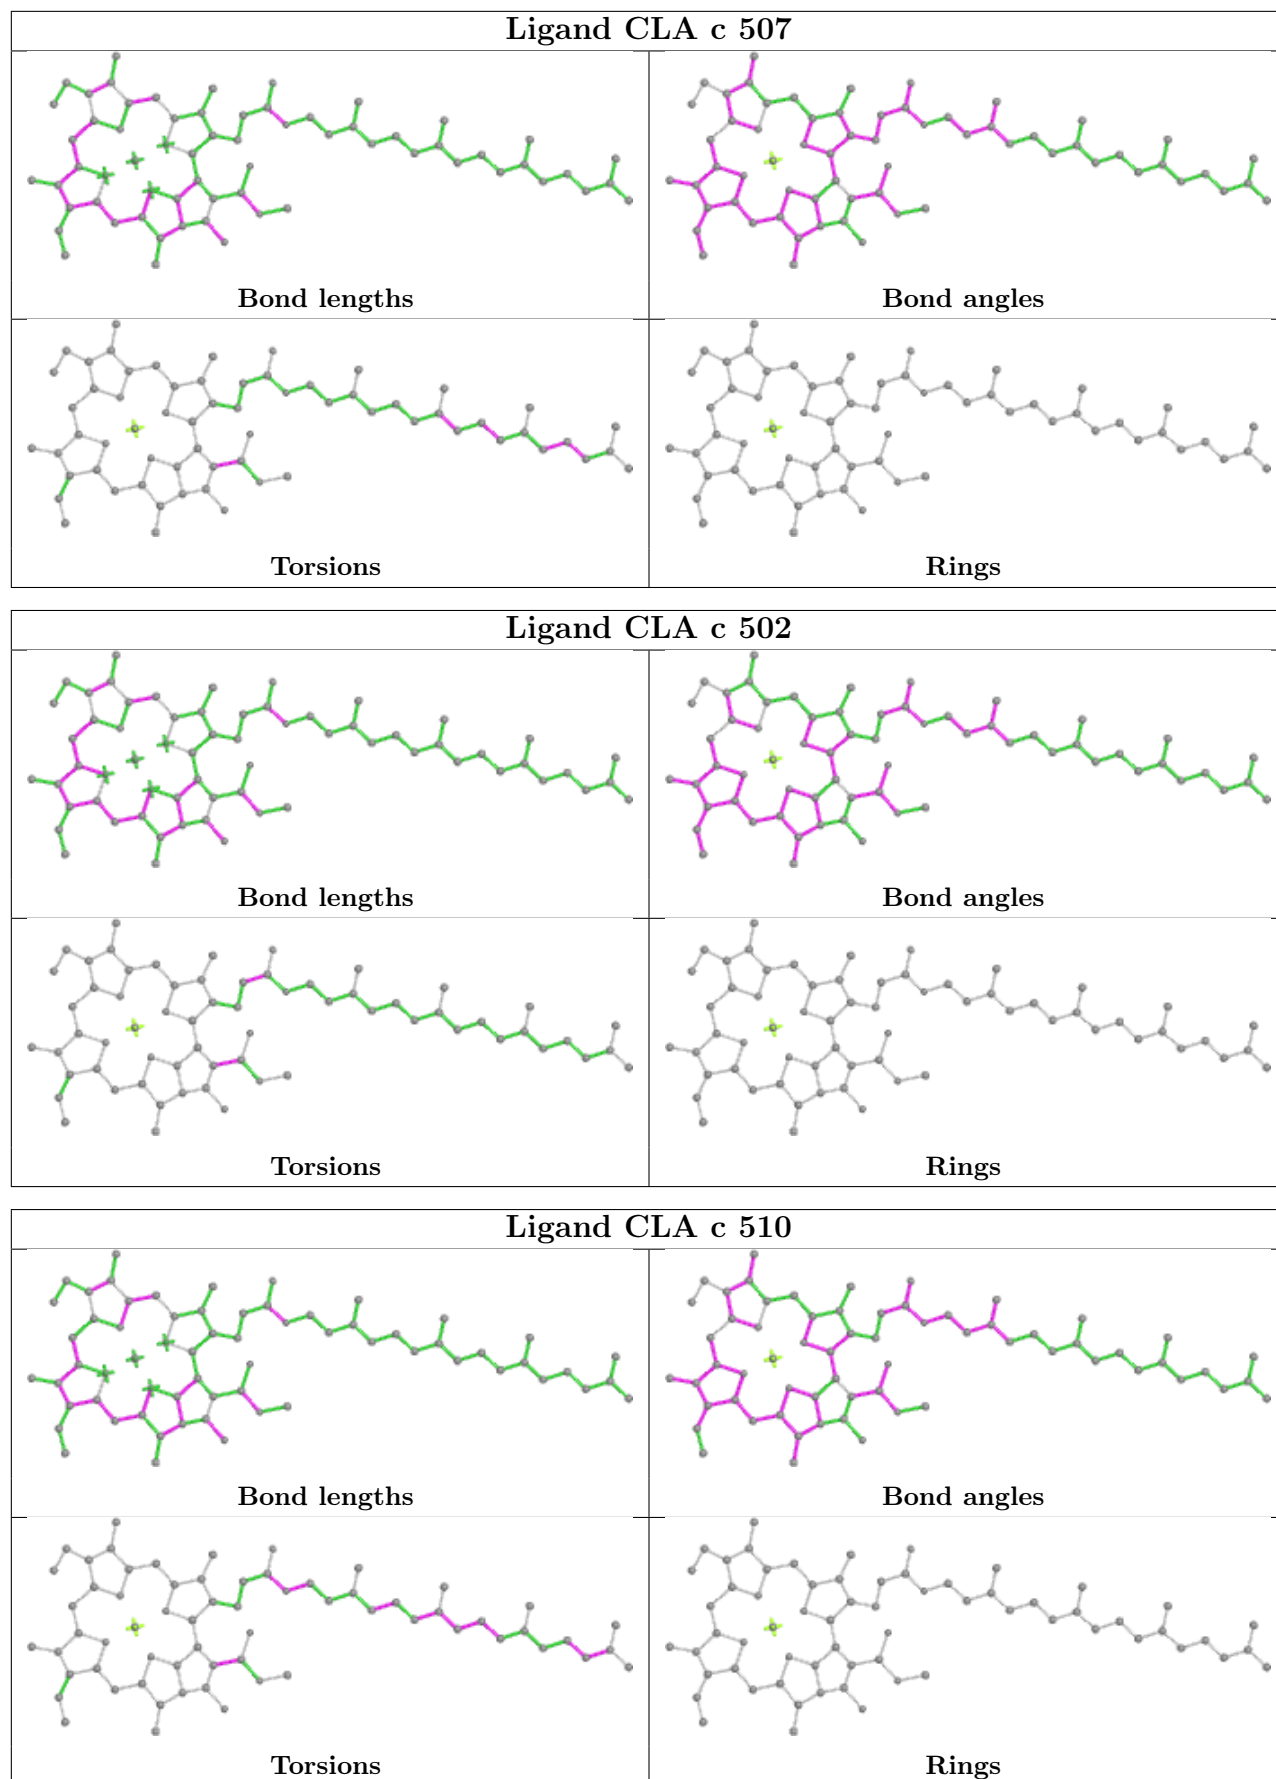 Ligand CLA c 507
Bond lengths
Bond angles
Torsions
Rings
Ligand CLA c 502
Bond lengths
Bond angles
Torsions
Rings
Ligand CLA c 510
Bond lengths
Bond angles
Torsions
Rings